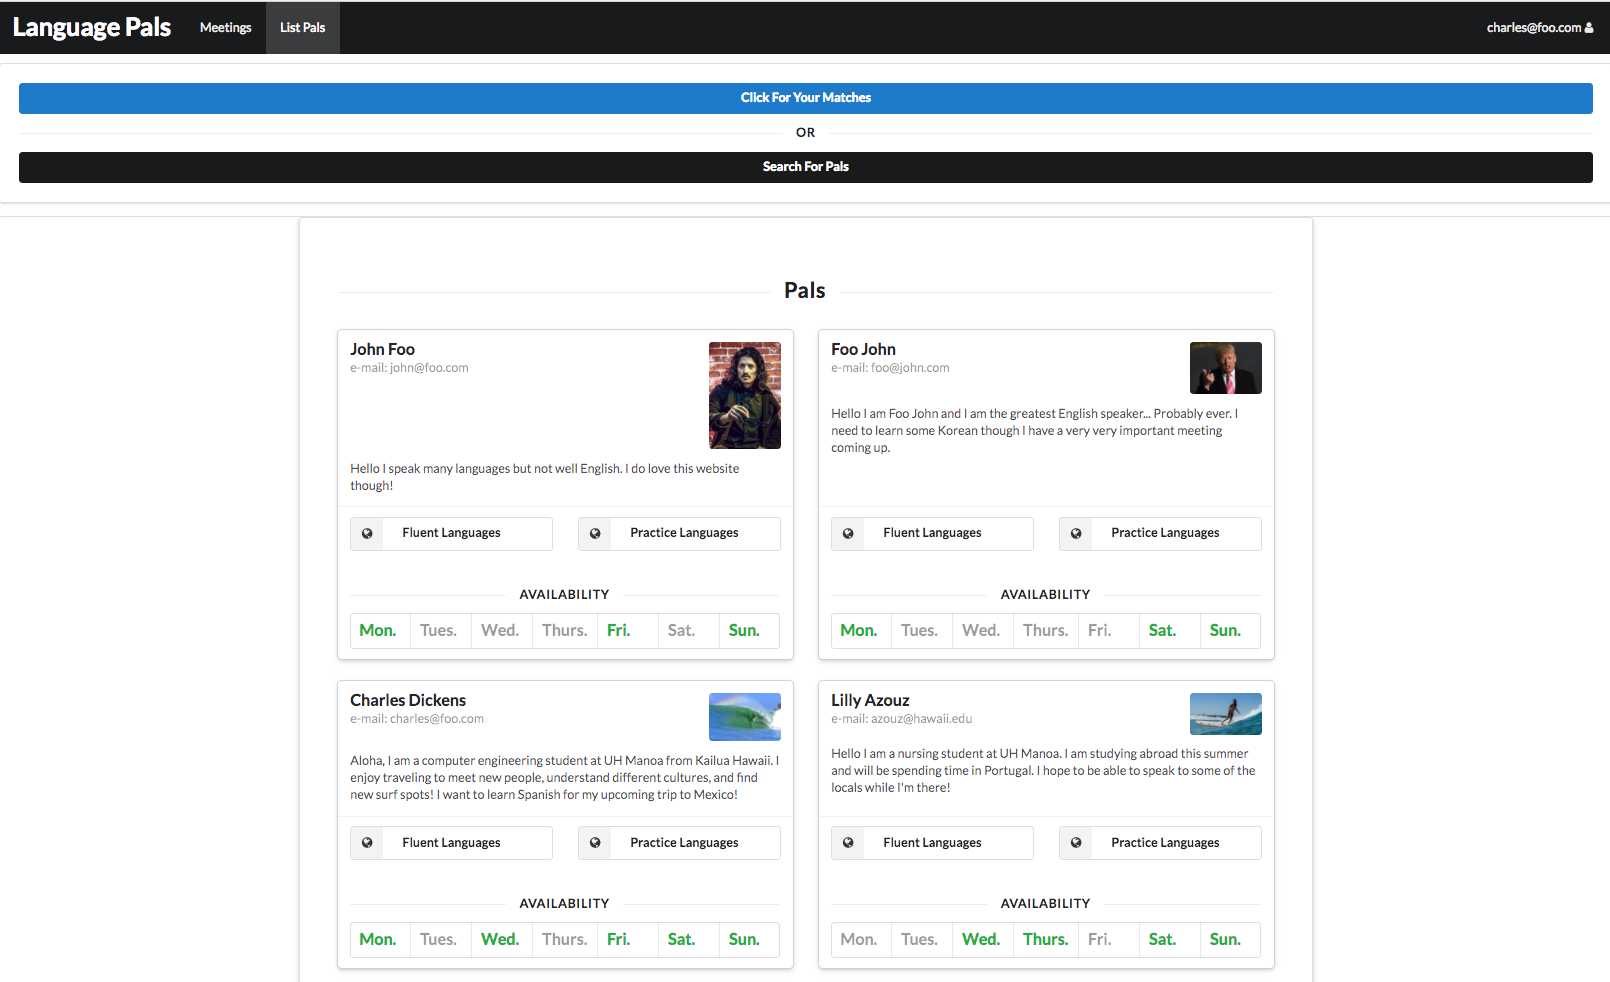 Language Pals Meetings List Pals charles@foo.com
Click For Your Matches
OR
Search For Pals
Pals
John Foo
e-mail: john@foo.com
Hello I speak many languages but not well English. I do love this website
though!
Fluent Languages Practice Languages
AVAILABILITY
Mon. Tues. Wed. Thurs. Fri. Sat. Sun.
Foo John
e-mail: foo@john.com
Hello I am Foo John and I am the greatest English speaker... Probably ever. I
need to learn some Korean though I have a very very important meeting
coming up.
Fluent Languages Practice Languages
AVAILABILITY
Mon. Tues. Wed. Thurs. Fri. Sat. Sun.
Charles Dickens
e-mail: charles@foo.com
Aloha, I am a computer engineering student at UH Manoa from Kailua Hawaii. I
enjoy traveling to meet new people, understand different cultures, and find
new surf spots! I want to learn Spanish for my upcoming trip to Mexico!
Fluent Languages Practice Languages
AVAILABILITY
Mon. Tues. Wed. Thurs. Fri. Sat. Sun.
Lilly Azouz
e-mail: azouz@hawaii.edu
Hello I am a nursing student at UH Manoa. I am studying abroad this summer
and will be spending time in Portugal. I hope to be able to speak to some of the
locals while I'm there!
Fluent Languages Practice Languages
AVAILABILITY
Mon. Tues. Wed. Thurs. Fri. Sat. Sun.